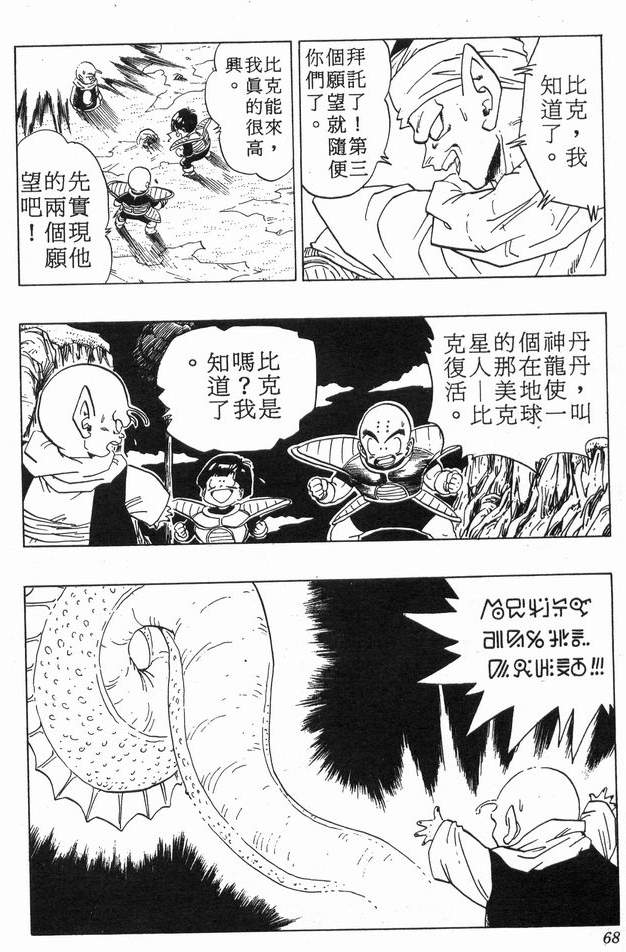 比克，我
知道了。
拜託了！第三
個願望就隨便
你們了。
比克能來，
我真的很高
興。
先實現他
的兩個願
望吧！
丹丹，叫
神龍使一
個在地球
的那美克
星人—比
克復活。
比克是
嗎？我
知道了
。
68